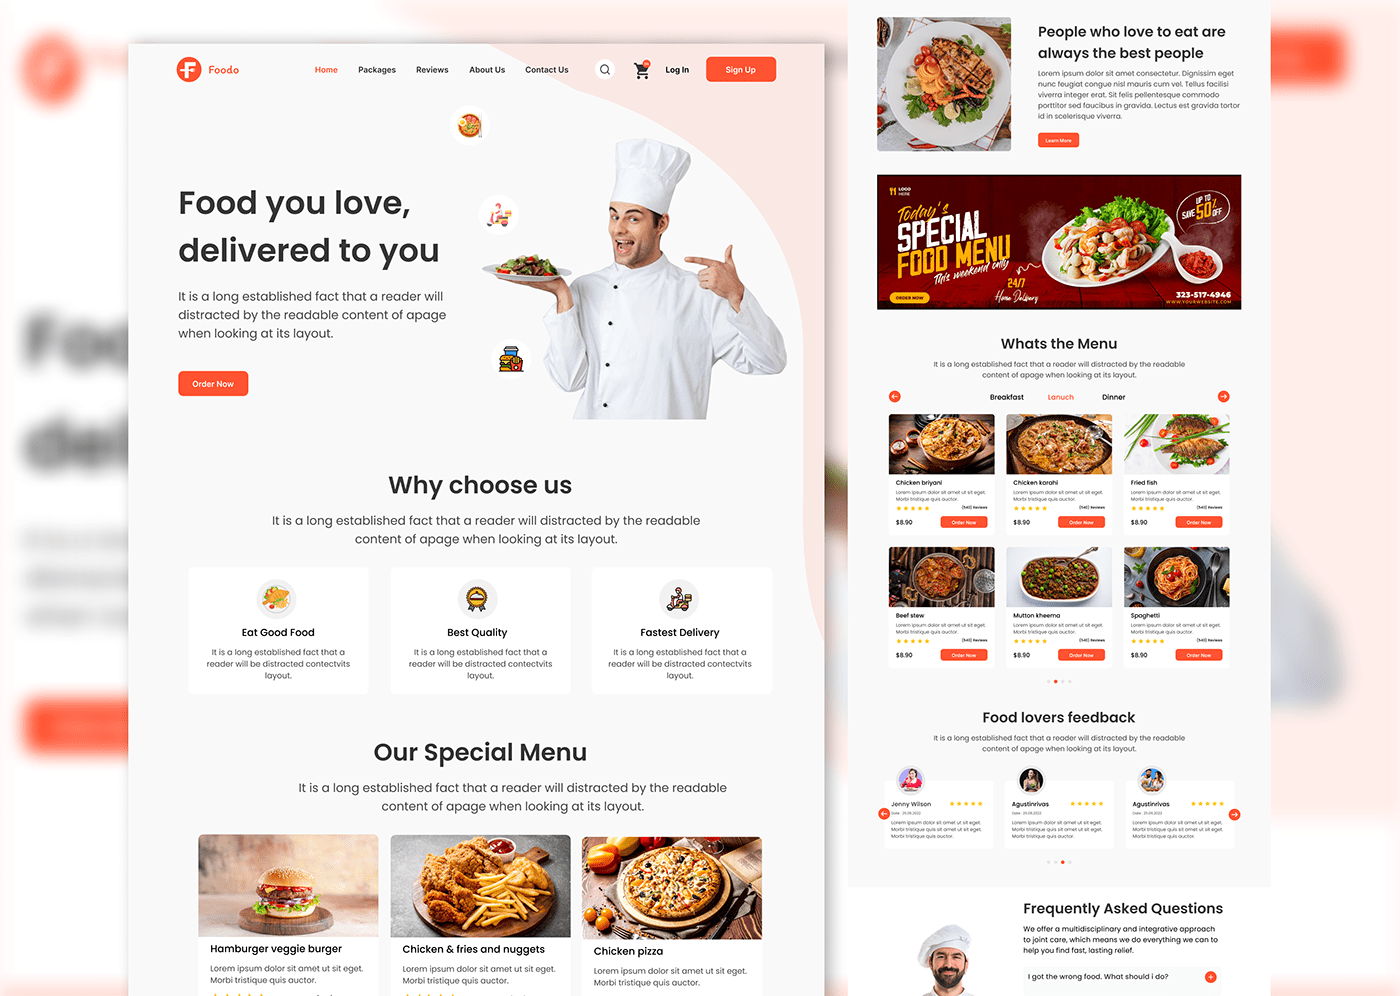 Foodo
Home
Packages
Reviews
About Us
Contact Us
Log In
Sign Up
Food you love,
delivered to you
It is a long established fact that a reader will
distracted by the readable content of apage
when looking at its layout.
Order Now
Why choose us
It is a long established fact that a reader will distracted by the readable
content of apage when looking at its layout.
Eat Good Food
It is a long established fact that a
reader will be distracted contectvits
layout.
Best Quality
It is a long established fact that a
reader will be distracted contectvits
layout.
Fastest Delivery
It is a long established fact that a
reader will be distracted contectvits
layout.
Our Special Menu
It is a long established fact that a reader will distracted by the readable
content of apage when looking at its layout.
Hamburger veggie burger
Lorem ipsum dolor sit amet ut sit eget.
Morbi tristique quis auctor.
Chicken & fries and nuggets
Lorem ipsum dolor sit amet ut sit eget.
Morbi tristique quis auctor.
Chicken pizza
Lorem ipsum dolor sit amet ut sit eget.
Morbi tristique quis auctor.
People who love to eat are
always the best people
Lorem ipsum dolor sit amet consectetur. Dignissim eget
nunc feugiat congue nisl mauris cum vel. Tellus facilisi
viverra integer erat. Sit felis pellentesque commodo
porttitor sed faucibus in gravida. Lectus est gravida tortor
id in scelerisque viverra.
Learn More
LOGO
HERE
Today's
SPECIAL
FOOD MENU
This weekend only
24/7
Home Delivery
ORDER NOW
UP TO
SAVE 50% OFF
323-517-4946
WWW.YOURWEBSITE.COM
Whats the Menu
It is a long established fact that a reader will distracted by the readable
content of apage when looking at its layout.
Breakfast
Lanuch
Dinner
Chicken briyani
Lorem ipsum dolor sit amet ut sit eget.
Morbi tristique quis auctor.
(540) Reviews
$8.90
Order Now
Chicken karahi
Lorem ipsum dolor sit amet ut sit eget.
Morbi tristique quis auctor.
(540) Reviews
$8.90
Order Now
Fried fish
Lorem ipsum dolor sit amet ut sit eget.
Morbi tristique quis auctor.
(540) Reviews
$8.90
Order Now
Beef stew
Lorem ipsum dolor sit amet ut sit eget.
Morbi tristique quis auctor.
(540) Reviews
$8.90
Order Now
Mutton kheema
Lorem ipsum dolor sit amet ut sit eget.
Morbi tristique quis auctor.
(540) Reviews
$8.90
Order Now
Spaghetti
Lorem ipsum dolor sit amet ut sit eget.
Morbi tristique quis auctor.
(540) Reviews
$8.90
Order Now
Food lovers feedback
It is a long established fact that a reader will distracted by the readable
content of apage when looking at its layout.
Jenny Wilson
Lorem ipsum dolor sit amet ut sit eget.
Morbi tristique quis sit amet ut sit eget.
Morbi tristique quis auctor.
Agustinrivas
Lorem ipsum dolor sit amet ut sit eget.
Morbi tristique quis sit amet ut sit eget.
Morbi tristique quis auctor.
Agustinrivas
Lorem ipsum dolor sit amet ut sit eget.
Morbi tristique quis sit amet ut sit eget.
Morbi tristique quis auctor.
Frequently Asked Questions
We offer a multidisciplinary and integrative approach
to joint care, which means we do everything we can to
help you find fast, lasting relief.
I got the wrong food. What should i do?